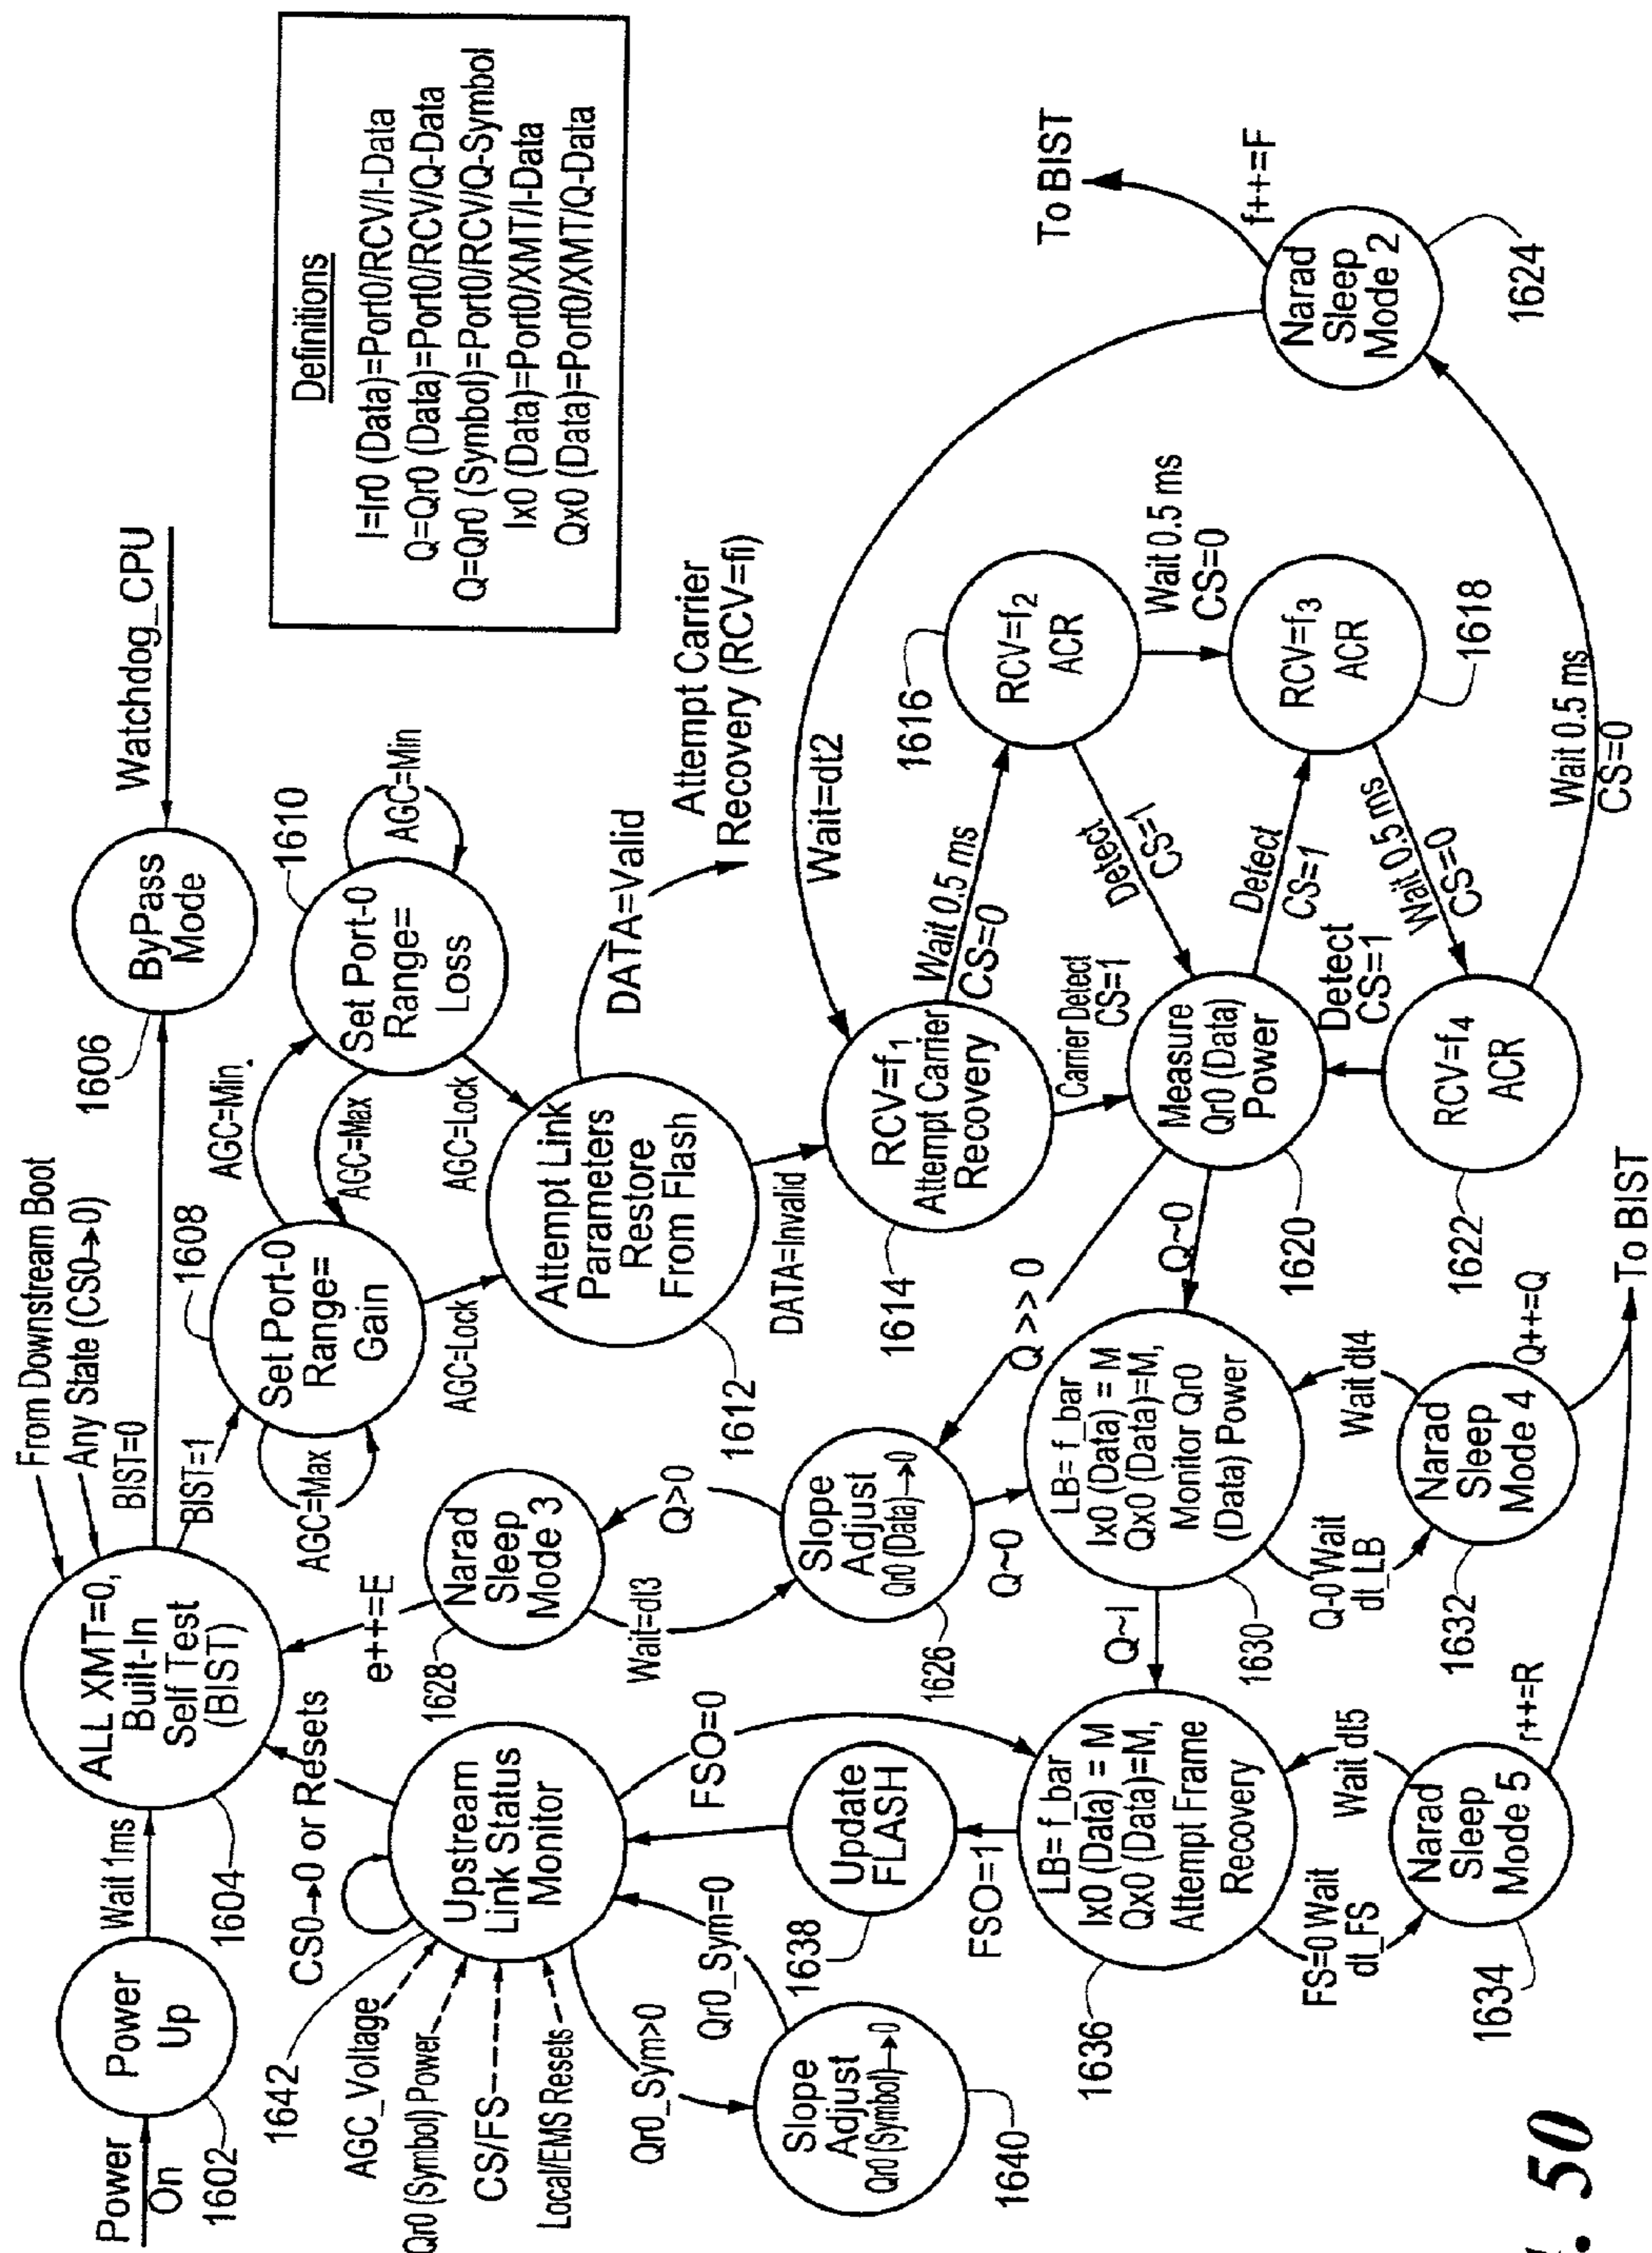 Power
On
1602
Power
Up
Wait 1ms
1604
ALL XMT=0,
Built-In
Self Test
(BIST)
From Downstream Boot
Any State (CS0→0)
BIST=0
BIST=1
1606
ByPass
Mode
Watchdog_CPU
1608
Set Port-0
Range=
Gain
AGC=Max
AGC=Min
AGC=Max
1610
Set Port-0
Range=
Loss
AGC=Min
AGC=Lock
AGC=Lock
1612
Attempt Link
Parameters
Restore
From Flash
DATA=Valid
Attempt Carrier
Recovery (RCV=fi)
DATA=Invalid
Definitions
I=Ir0 (Data)=Port0/RCV/I-Data
Q=Qr0 (Data)=Port0/RCV/Q-Data
Q=Qr0 (Symbol)=Port0/RCV/Q-Symbol
Ix0 (Data)=Port0/XMT/I-Data
Qx0 (Data)=Port0/XMT/Q-Data
1642
CS0→0 or Resets
AGC_Voltage
Qr0 (Symbol) Power
CS/FS
Local/EMS Resets
Upstream
Link Status
Monitor
Qr0_Sym>0
Qr0_Sym=0
Slope
Adjust
Qr0 (Symbol)→0
1640
FSO=0
1638
Update
FLASH
FSO=1
e++=E
1628
Narad
Sleep
Mode 3
Wait=dt3
Q>0
1626
Slope
Adjust
Qr0 (Data)→0
Q~0
Q >> 0
1614
RCV=f1
Attempt Carrier
Recovery
Wait=dt2
Wait 0.5 ms
CS=0
Carrier Detect
CS=1
1616
RCV=f2
ACR
Detect
CS=1
Wait 0.5 ms
CS=0
RCV=f3
ACR
1618
Detect
CS=1
Wait 0.5 ms
CS=0
Measure
Qr0 (Data)
Power
1620
Q~0
Detect
CS=1
RCV=f4
ACR
1622
Wait 0.5 ms
CS=0
Narad
Sleep
Mode 2
1624
f++=F
To BIST
1636
LB= f_bar
Ix0 (Data) = M
Qx0 (Data)=M,
Attempt Frame
Recovery
Q~I
1630
LB= f_bar
Ix0 (Data) = M
Qx0 (Data)=M,
Monitor Qr0
(Data) Power
FS=0 Wait
dt_FS
Wait dt5
1634
Narad
Sleep
Mode 5
r++=R
Q-0 Wait
dt_LB
Wait dt4
1632
Narad
Sleep
Mode 4
Q++=Q
To BIST
50